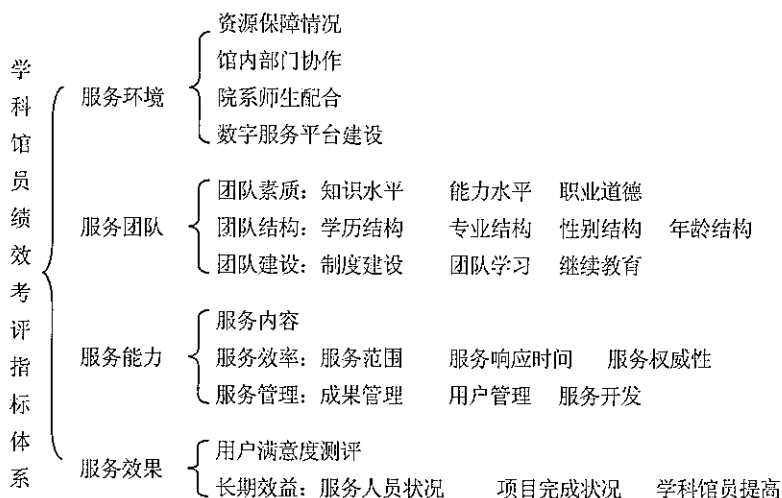 学科馆员绩效考评指标体系
服务环境
资源保障情况
馆内部门协作
院系师生配合
数字服务平台建设
服务团队
团队素质：知识水平 能力水平 职业道德
团队结构：学历结构 专业结构 性别结构 年龄结构
团队建设：制度建设 团队学习 继续教育
服务能力
服务内容
服务效率：服务范围 服务响应时间 服务权威性
服务管理：成果管理 用户管理 服务开发
服务效果
用户满意度测评
长期效益：服务人员状况 项目完成状况 学科馆员提高